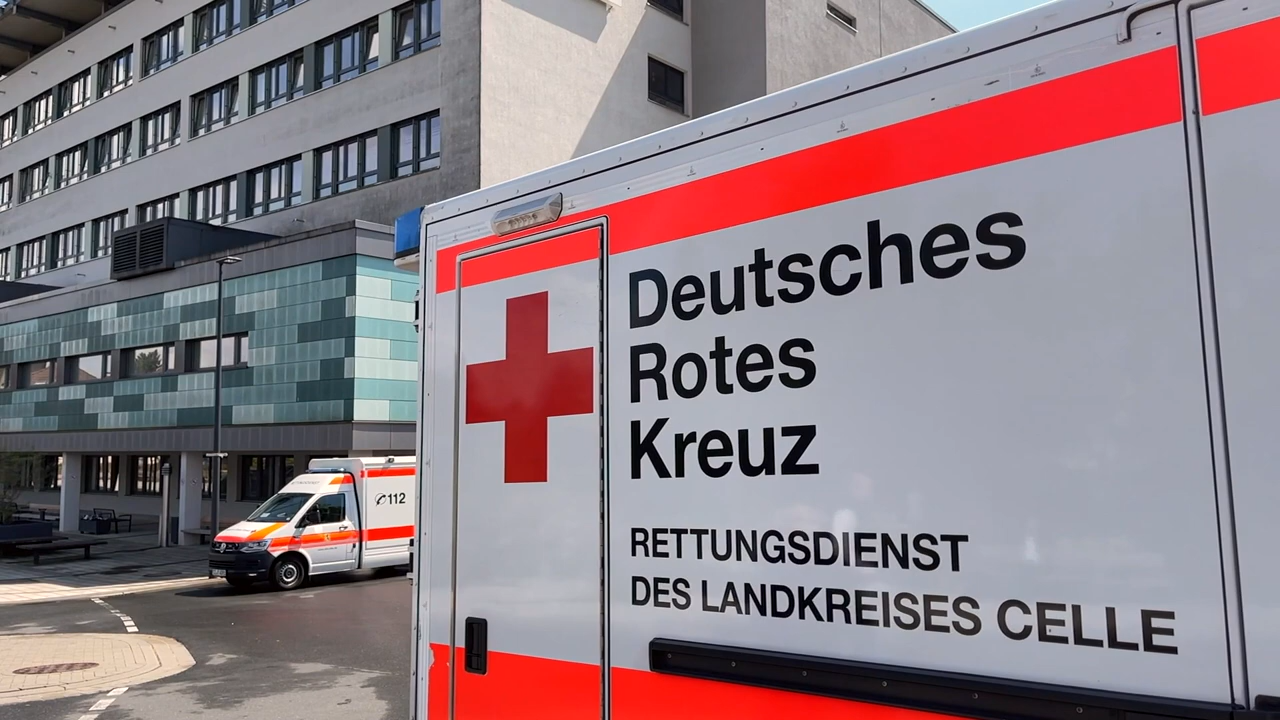 Deutsches
Rotes
Kreuz
RETTUNGSDIENST
DES LANDKREISES CELLE
112